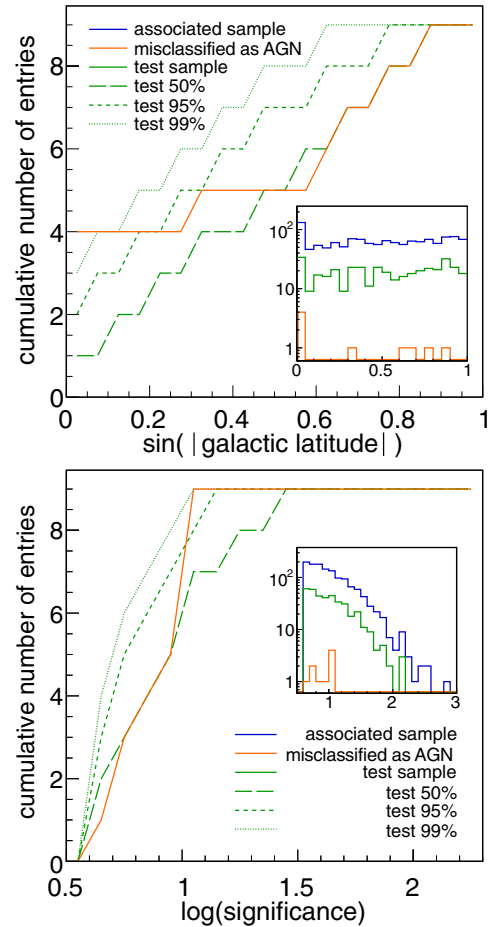 associated sample
misclassified as AGN
test sample
test 50%
test 95%
test 99%
cumulative number of entries
8
6
4
2
0
10²
10
1
0 0.5 1
0 0.2 0.4 0.6 0.8 1
sin( | galactic latitude | )
cumulative number of entries
8
6
4
2
0
10²
10
1
1 2 3
associated sample
misclassified as AGN
test sample
test 50%
test 95%
test 99%
0.5 1 1.5 2
log(significance)